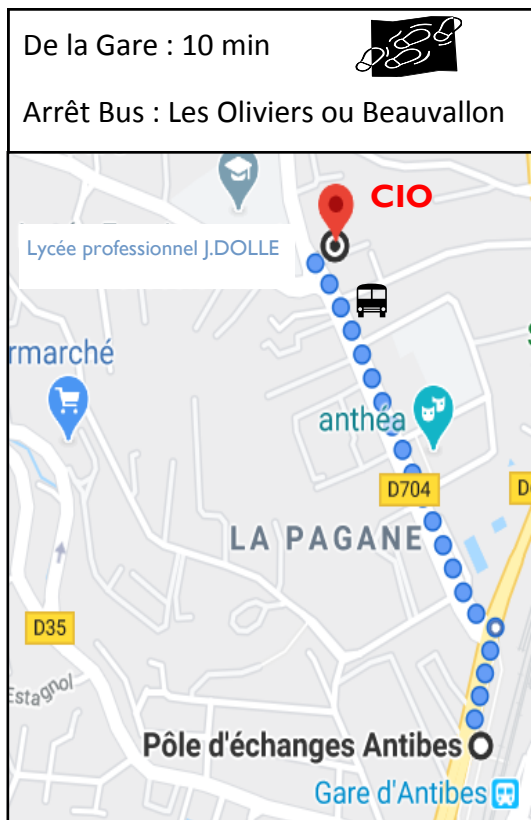 De la Gare : 10 min
Arrêt Bus : Les Oliviers ou Beauvallon
CIO
Lycée professionnel J.DOLLE
rmarché
anthéa
D704
LA PAGANE
D35
Estagnol
Pôle d'échanges Antibes
Gare d'Antibes